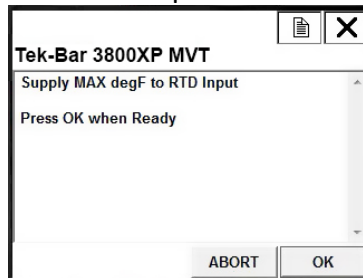 Tek-Bar 3800XP MVT
Supply MAX degF to RTD Input
Press OK when Ready
ABORT
OK